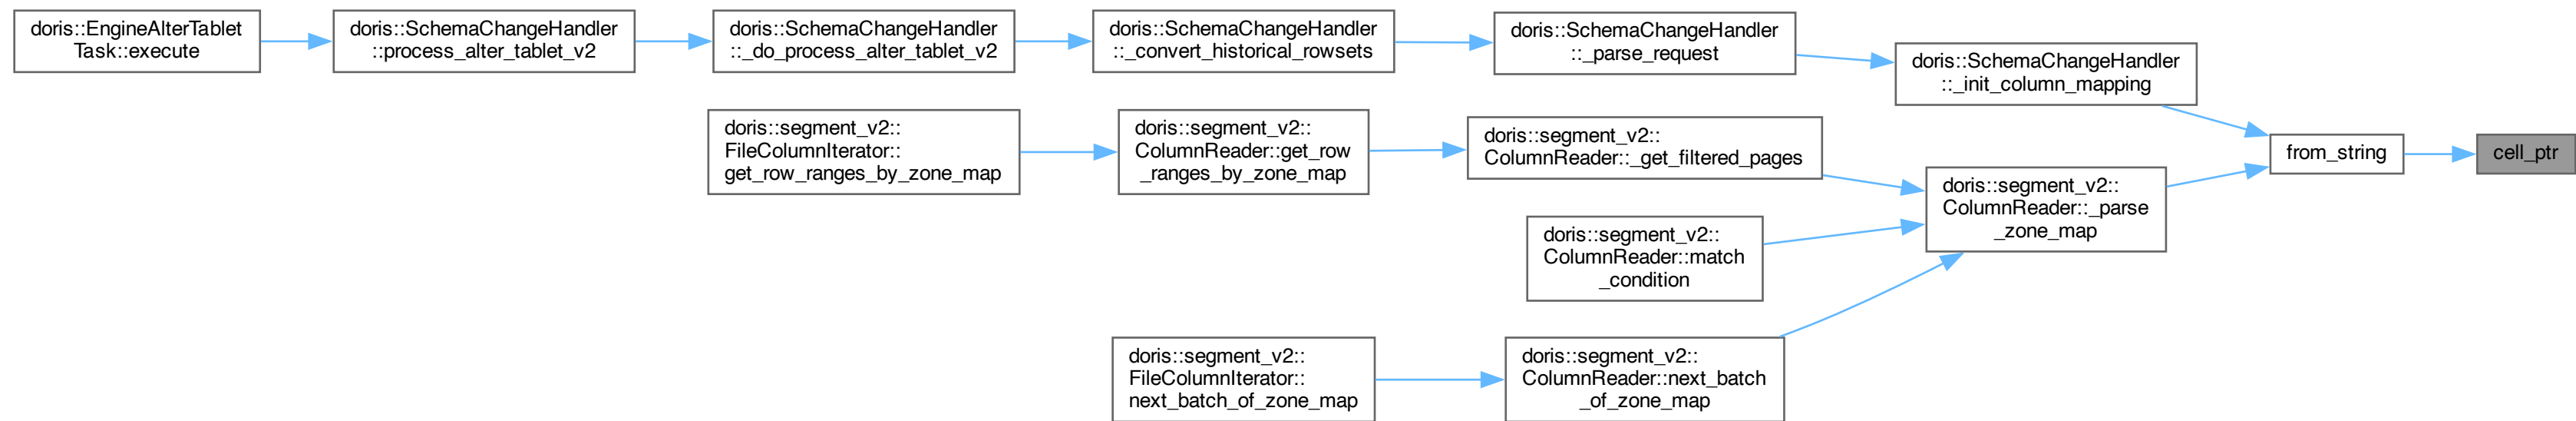 doris::EngineAlterTablet
Task::execute
doris::SchemaChangeHandler
::process_alter_tablet_v2
doris::SchemaChangeHandler
::_do_process_alter_tablet_v2
doris::SchemaChangeHandler
::_convert_historical_rowsets
doris::SchemaChangeHandler
::_parse_request
doris::SchemaChangeHandler
::_init_column_mapping
from_string
cell_ptr
doris::segment_v2::
FileColumnIterator::
get_row_ranges_by_zone_map
doris::segment_v2::
ColumnReader::get_row
_ranges_by_zone_map
doris::segment_v2::
ColumnReader::_get_filtered_pages
doris::segment_v2::
ColumnReader::_parse
_zone_map
doris::segment_v2::
ColumnReader::match
_condition
doris::segment_v2::
FileColumnIterator::
next_batch_of_zone_map
doris::segment_v2::
ColumnReader::next_batch
_of_zone_map